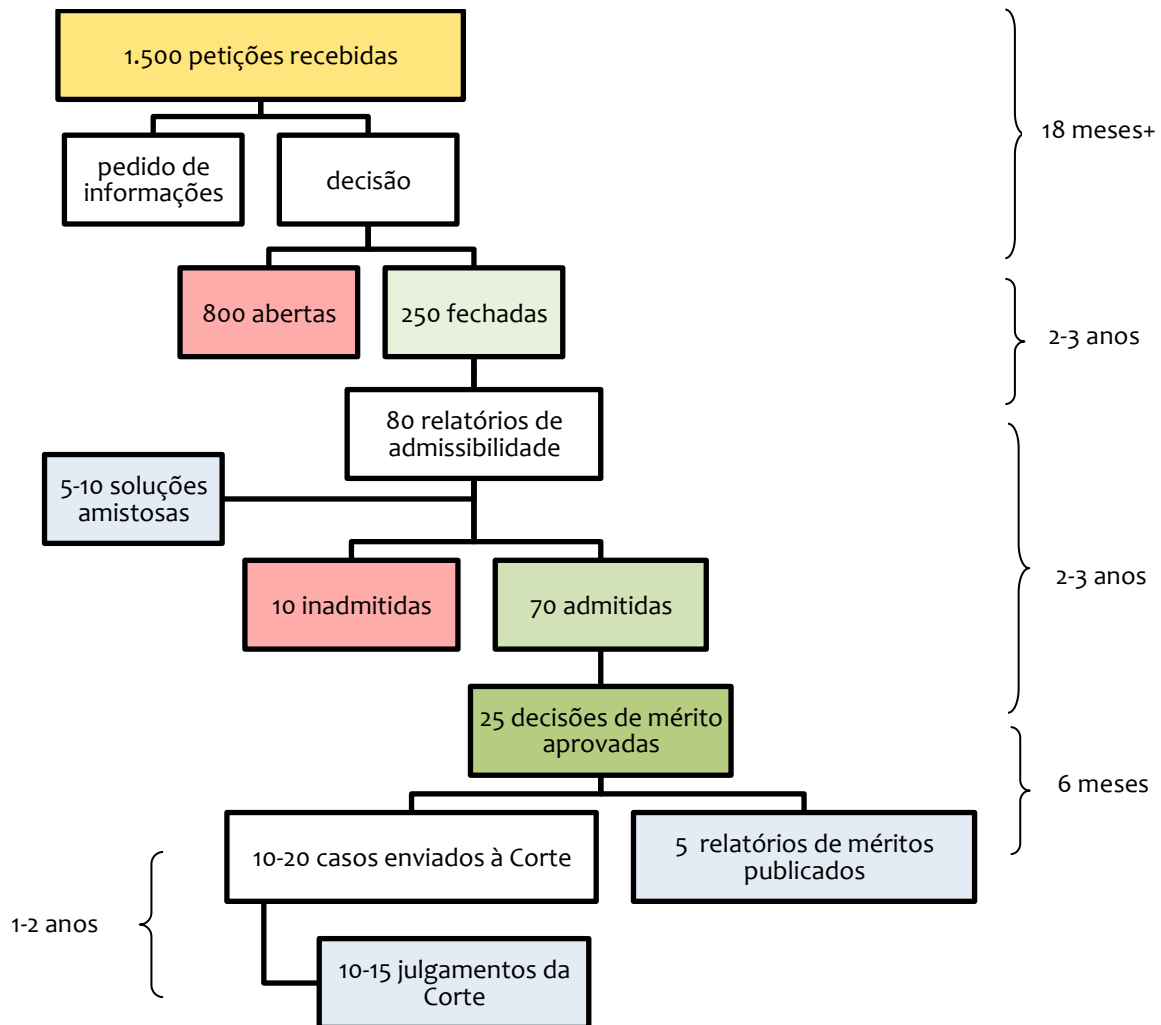 1.500 petições recebidas
18 meses+
pedido de
informações
decisão
800 abertas
250 fechadas
2-3 anos
80 relatórios de
admissibilidade
5-10 soluções
amistosas
10 inadmitidas
70 admitidas
2-3 anos
25 decisões de mérito
aprovadas
6 meses
10-20 casos enviados à Corte
5 relatórios de méritos
publicados
1-2 anos
10-15 julgamentos da
Corte